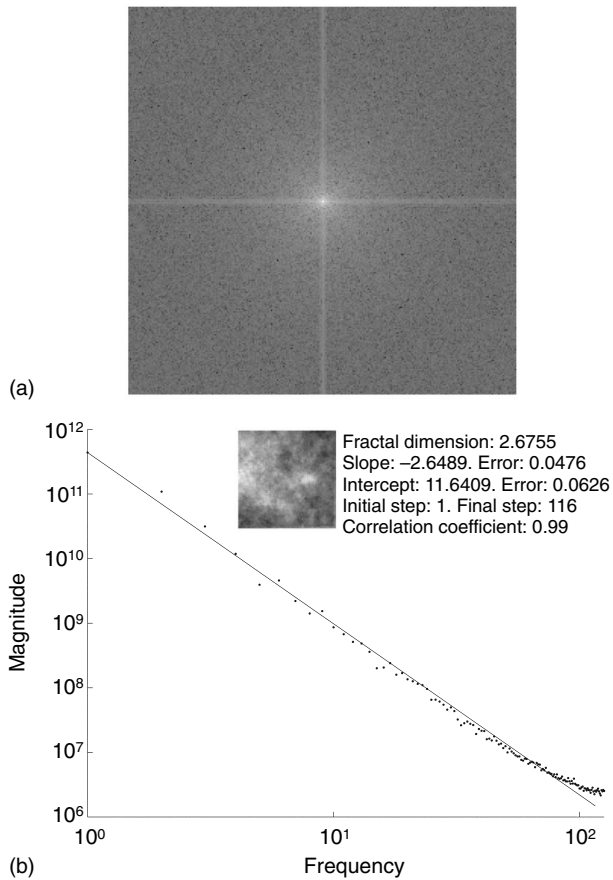 (a)
10¹²
10¹¹
10¹⁰
10⁹
10⁸
10⁷
10⁶
Magnitude
Fractal dimension: 2.6755
Slope: –2.6489. Error: 0.0476
Intercept: 11.6409. Error: 0.0626
Initial step: 1. Final step: 116
Correlation coefficient: 0.99
10⁰
10¹
10²
(b)
Frequency